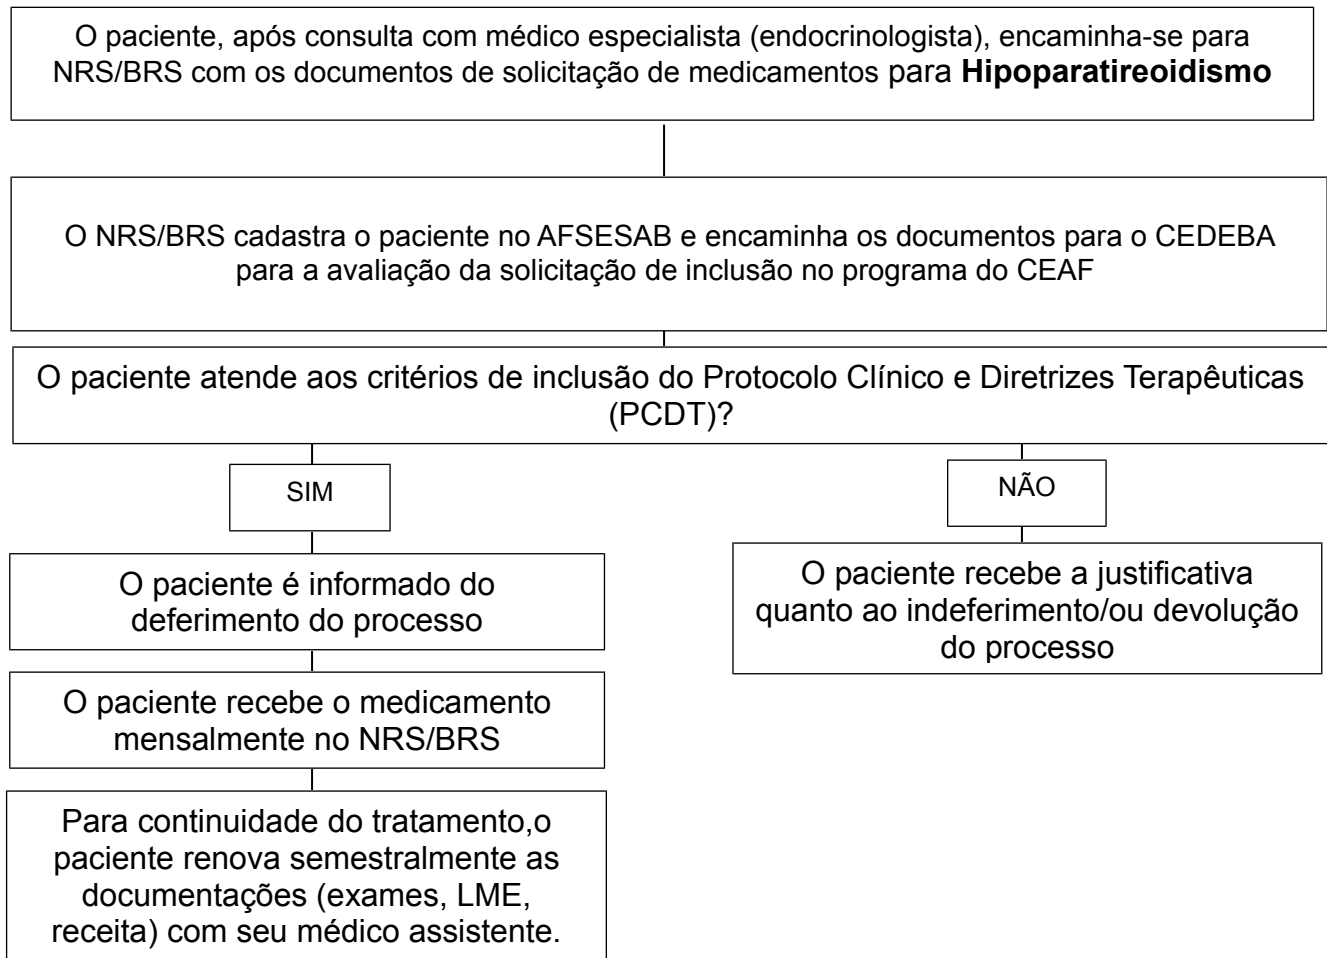 O paciente, após consulta com médico especialista (endocrinologista), encaminha-se para
NRS/BRS com os documentos de solicitação de medicamentos para Hipoparatireoidismo
O NRS/BRS cadastra o paciente no AFSESAB e encaminha os documentos para o CEDEBA
para a avaliação da solicitação de inclusão no programa do CEAF
O paciente atende aos critérios de inclusão do Protocolo Clínico e Diretrizes Terapêuticas
(PCDT)?
SIM
NÃO
O paciente é informado do
deferimento do processo
O paciente recebe a justificativa
quanto ao indeferimento/ou devolução
do processo
O paciente recebe o medicamento
mensalmente no NRS/BRS
Para continuidade do tratamento,o
paciente renova semestralmente as
documentações (exames, LME,
receita) com seu médico assistente.